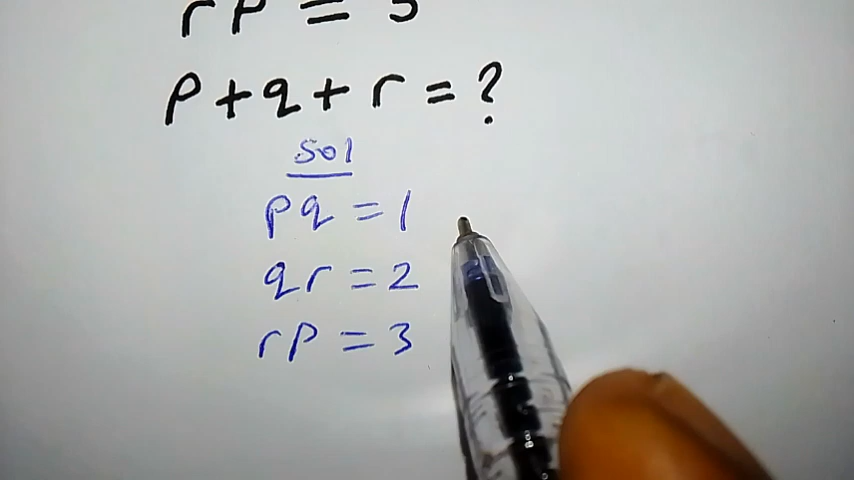 rp = 3
p+q+r=?
sol
pq = 1
qr = 2
rp = 3